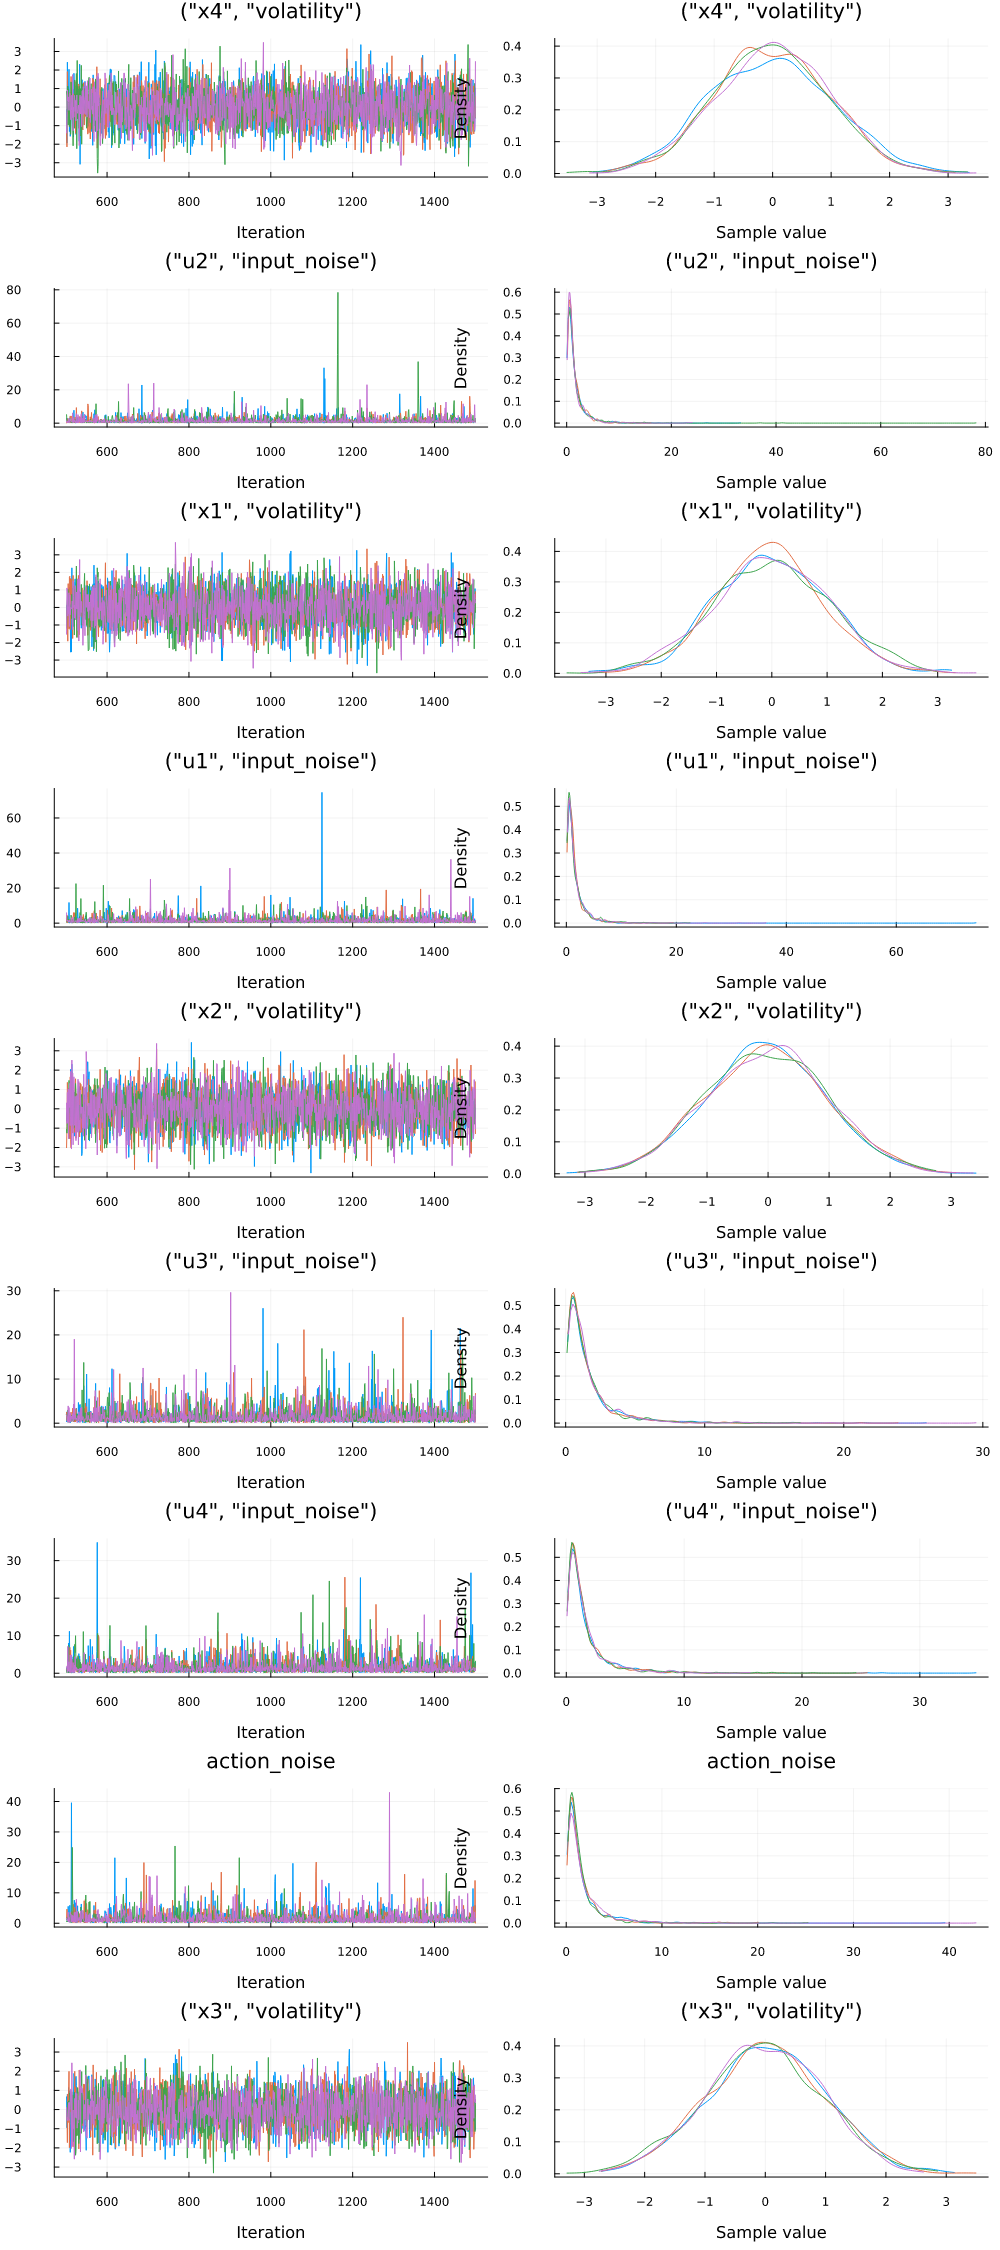 ("x4", "volatility") ("x4", "volatility")
3 0.4
2
1 0.3
0 Density 0.2
−1
−2 0.1
−3 0.0
600 800 1000 1200 1400 −3 −2 −1 0 1 2 3
Iteration Sample value
("u2", "input_noise") ("u2", "input_noise")
80 0.6
60 0.5
0.4
40 Density 0.3
20 0.2
0.1
0 0.0
600 800 1000 1200 1400 0 20 40 60 80
Iteration Sample value
("x1", "volatility") ("x1", "volatility")
3 0.4
2
1 0.3
0 Density 0.2
−1
−2 0.1
−3 0.0
600 800 1000 1200 1400 −3 −2 −1 0 1 2 3
Iteration Sample value
("u1", "input_noise") ("u1", "input_noise")
60 0.5
0.4
40 Density 0.3
20 0.2
0.1
0 0.0
600 800 1000 1200 1400 0 20 40 60
Iteration Sample value
("x2", "volatility") ("x2", "volatility")
3 0.4
2
1 0.3
0 Density 0.2
−1
−2 0.1
−3 0.0
600 800 1000 1200 1400 −3 −2 −1 0 1 2 3
Iteration Sample value
("u3", "input_noise") ("u3", "input_noise")
30 0.5
20 0.4
Density 0.3
10 0.2
0.1
0 0.0
600 800 1000 1200 1400 0 10 20 30
Iteration Sample value
("u4", "input_noise") ("u4", "input_noise")
30 0.5
0.4
20 Density 0.3
10 0.2
0.1
0 0.0
600 800 1000 1200 1400 0 10 20 30
Iteration Sample value
action_noise action_noise
40 0.6
0.5
30 0.4
20 Density 0.3
10 0.2
0.1
0 0.0
600 800 1000 1200 1400 0 10 20 30 40
Iteration Sample value
("x3", "volatility") ("x3", "volatility")
3 0.4
2
1 0.3
0 Density 0.2
−1
−2 0.1
−3 0.0
600 800 1000 1200 1400 −3 −2 −1 0 1 2 3
Iteration Sample value